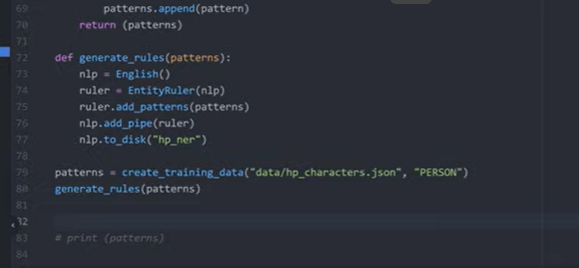 69            patterns.append(pattern)
70        return (patterns)
71
72    def generate_rules(patterns):
73        nlp = English()
74        ruler = EntityRuler(nlp)
75        ruler.add_patterns(patterns)
76        nlp.add_pipe(ruler)
77        nlp.to_disk("hp_ner")
78
79    patterns = create_training_data("data/hp_characters.json", "PERSON")
80    generate_rules(patterns)
81
82
83    # print (patterns)
84